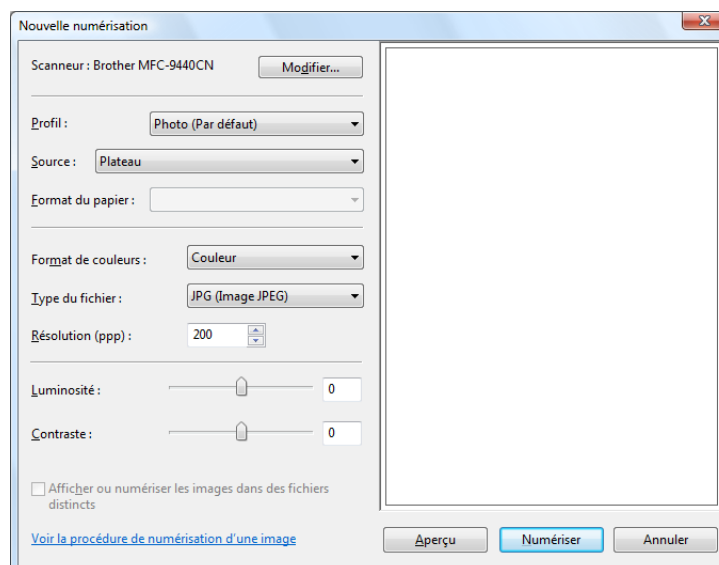 Nouvelle numérisation
Scanneur : Brother MFC-9440CN
Modifier...
Profil :
Photo (Par défaut)
Source :
Plateau
Format du papier :
Format de couleurs :
Couleur
Type du fichier :
JPG (Image JPEG)
Résolution (ppp) :
200
Luminosité :
0
Contraste :
0
Afficher ou numériser les images dans des fichiers
distincts
Voir la procédure de numérisation d'une image
Aperçu
Numériser
Annuler